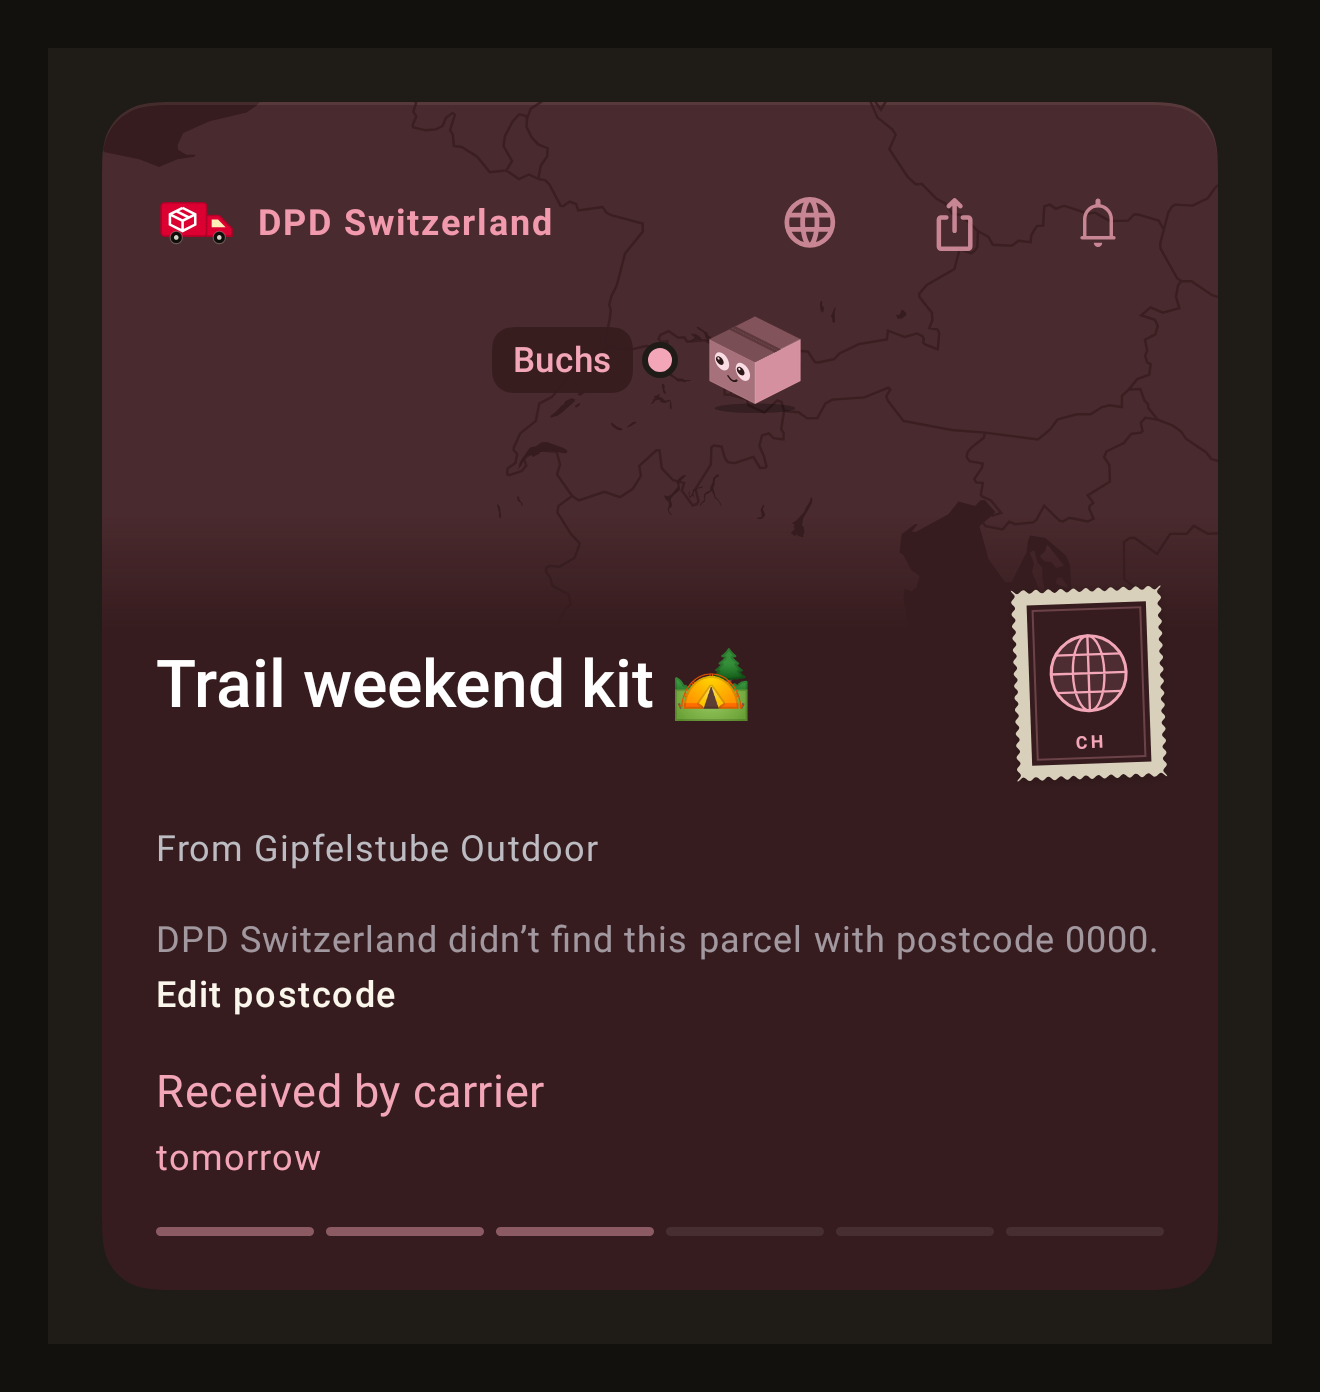 DPD Switzerland
Buchs
Trail weekend kit
CH
From Gipfelstube Outdoor
DPD Switzerland didn’t find this parcel with postcode 0000.
Edit postcode
Received by carrier
tomorrow